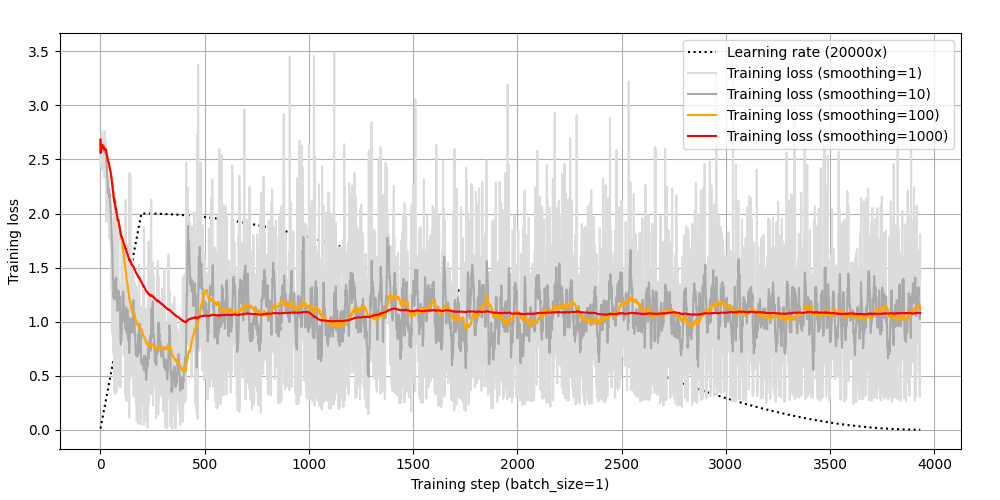 3.5
3.0
2.5
2.0
1.5
1.0
0.5
0.0
Training loss
Learning rate (20000x)
Training loss (smoothing=1)
Training loss (smoothing=10)
Training loss (smoothing=100)
Training loss (smoothing=1000)
0 500 1000 1500 2000 2500 3000 3500 4000
Training step (batch_size=1)